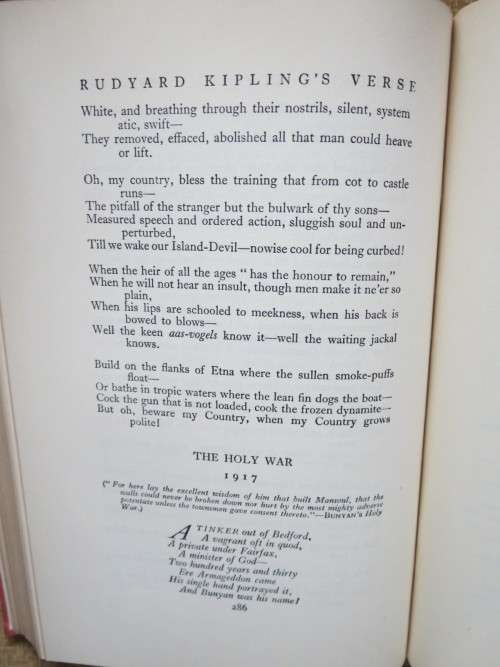 RUDYARD KIPLING'S VERSE
White, and breathing through their nostrils, silent, system
atic, swift—
They removed, effaced, abolished all that man could heave
or lift.
Oh, my country, bless the training that from cot to castle
runs—
The pitfall of the stranger but the bulwark of thy sons—
Measured speech and ordered action, sluggish soul and un-
perturbed,
Till we wake our Island-Devil—nowise cool for being curbed!
When the heir of all the ages "has the honour to remain,"
When he will not hear an insult, though men make it ne'er so
plain,
When his lips are schooled to meekness, when his back is
bowed to blows—
Well the keen aas-vogels know it—well the waiting jackal
knows.
Build on the flanks of Etna where the sullen smoke-puffs
float—
Or bathe in tropic waters where the lean fin dogs the boat—
Cock the gun that is not loaded, cook the frozen dynamite—
But oh, beware my Country, when my Country grows
polite!
THE HOLY WAR
1917
("For here lay the excellent wisdom of him that built Mansoul, that the
walls could never be broken down nor hurt by the most mighty adverse
potentate unless the townsmen gave consent thereto."—BUNYAN'S Holy
War.)
A TINKER out of Bedford,
A vagrant oft in quod,
A private under Fairfax,
A minister of God—
Two hundred years and thirty
Ere Armageddon came
His single hand portrayed it,
And Bunyan was his name!
286